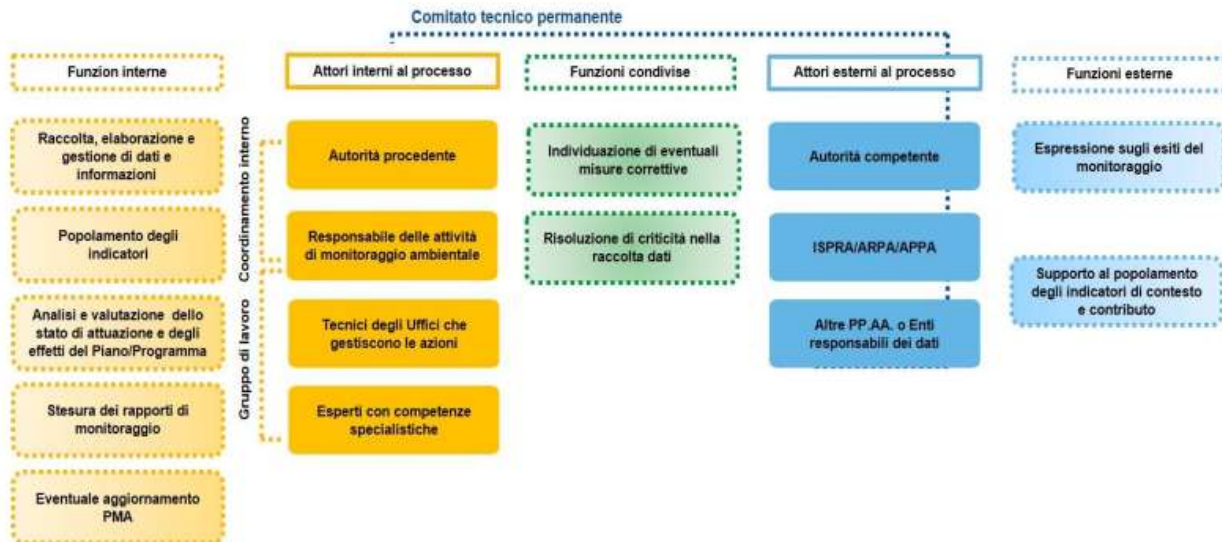 Comitato tecnico permanente
Funzion interne
Attori interni al processo
Funzioni condivise
Attori esterni al processo
Funzioni esterne
Raccolta, elaborazione e
gestione di dati e
informazioni
Popolamento degli
indicatori
Analisi e valutazione dello
stato di attuazione e degli
effetti del Piano/Programma
Stesura dei rapporti di
monitoraggio
Eventuale aggiornamento
PMA
Coordinamento interno
Gruppo di lavoro
Autorità procedente
Responsabile delle attività
di monitoraggio ambientale
Tecnici degli Uffici che
gestiscono le azioni
Esperti con competenze
specialistiche
Individuazione di eventuali
misure correttive
Risoluzione di criticità nella
raccolta dati
Autorità competente
ISPRA/ARPA/APPA
Altre PP.AA. o Enti
responsabili dei dati
Espressione sugli esiti del
monitoraggio
Supporto al popolamento
degli indicatori di contesto
e contributo